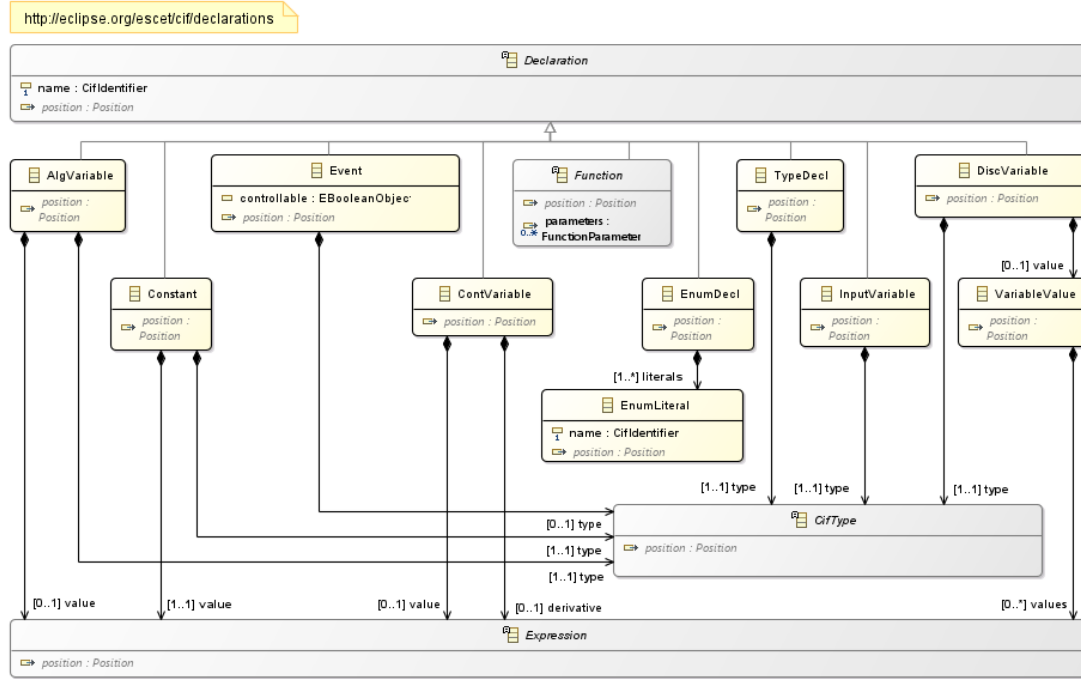 http://eclipse.org/escet/cif/declarations
Declaration
name : CifIdentifier
position : Position
AlgVariable
position :
Position
Event
controllable : EBooleanObjec
position : Position
Function
position : Position
parameters :
0..* FunctionParameter
TypeDecl
position :
Position
DiscVariable
position : Position
[0..1] value
Constant
position :
Position
ContVariable
position : Position
EnumDecl
position :
Position
InputVariable
position :
Position
VariableValue
position :
Position
[1..*] literals
EnumLiteral
name : CifIdentifier
position : Position
[1..1] type
[1..1] type
[1..1] type
[0..1] type
[1..1] type
[1..1] type
CifType
position : Position
[0..1] value
[1..1] value
[0..1] value
[0..1] derivative
[0..*] values
Expression
position : Position